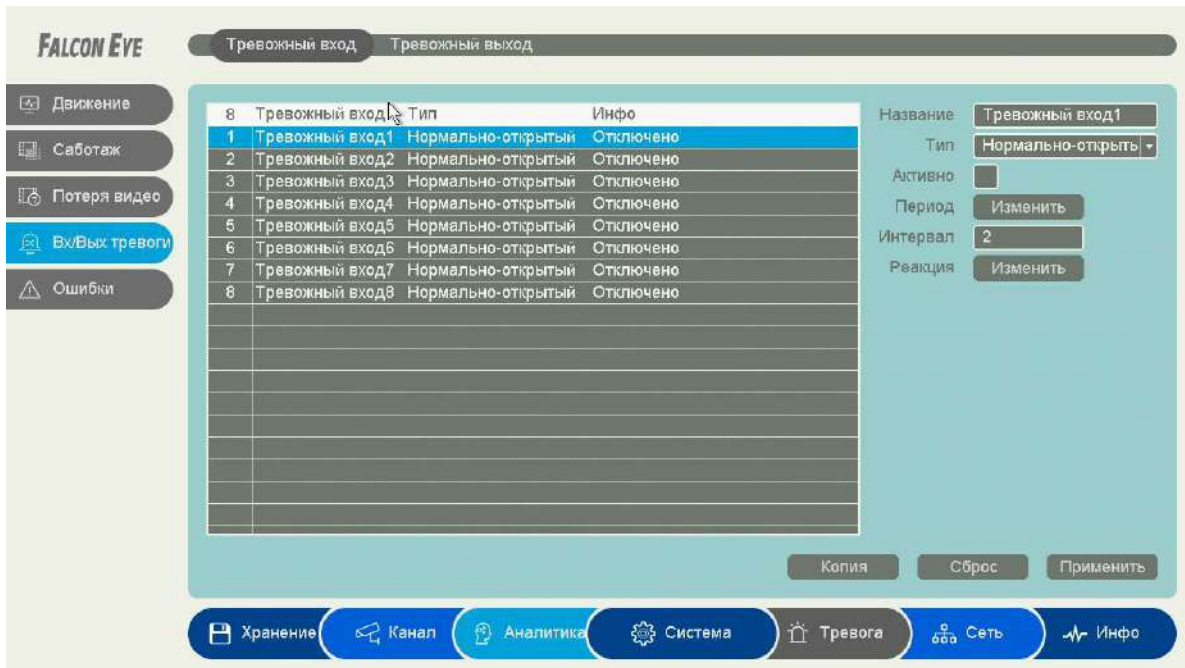 FALCON EYE
Тревожный вход Тревожный выход
Движение
Саботаж
Потеря видео
Вх/Вых тревоги
Ошибки
8 Тревожный вход Тип Инфо
1 Тревожный вход1 Нормально-открытый Отключено
2 Тревожный вход2 Нормально-открытый Отключено
3 Тревожный вход3 Нормально-открытый Отключено
4 Тревожный вход4 Нормально-открытый Отключено
5 Тревожный вход5 Нормально-открытый Отключено
6 Тревожный вход6 Нормально-открытый Отключено
7 Тревожный вход7 Нормально-открытый Отключено
8 Тревожный вход8 Нормально-открытый Отключено
Название Тревожный вход1
Тип Нормально-открыть
Активно
Период Изменить
Интервал 2
Реакция Изменить
Копия Сброс Применить
Хранение Канал Аналитика Система Тревога Сеть Инфо